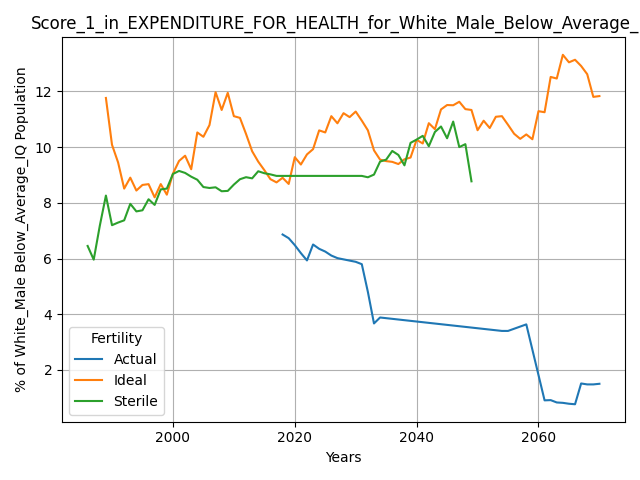 Score_1_in_EXPENDITURE_FOR_HEALTH_for_White_Male_Below_Average_
% of White_Male Below_Average_IQ Population
12
10
8
6
4
2
Fertility
Actual
Ideal
Sterile
2000
2020
2040
2060
Years